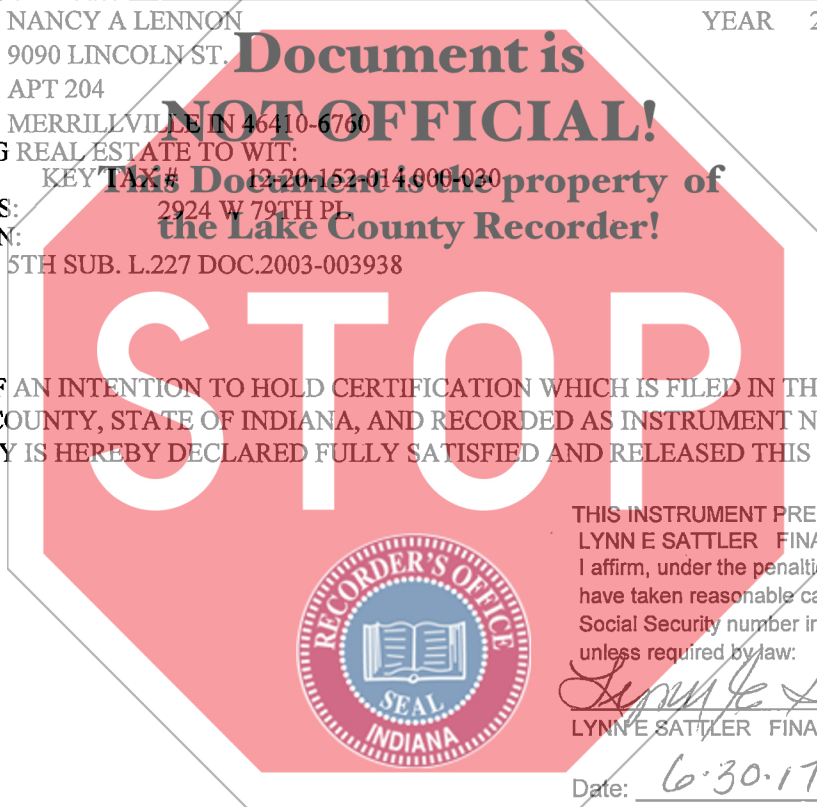 NANCY A LENNON YEAR 2
9090 LINCOLN ST.
Document is
APT 204
NOT OFFICIAL!
MERRILLVILLE IN 46410-6760
G REAL ESTATE TO WIT:
KEY TAX # 12-20-152-014.000-030
This Document is the property of
S: 2924 W 79TH PL
the Lake County Recorder!
N:
5TH SUB. L.227 DOC.2003-003938
STOP
F AN INTENTION TO HOLD CERTIFICATION WHICH IS FILED IN TH
COUNTY, STATE OF INDIANA, AND RECORDED AS INSTRUMENT N
Y IS HEREBY DECLARED FULLY SATISFIED AND RELEASED THIS
THIS INSTRUMENT PRE
LYNN E SATTLER FINA
I affirm, under the penalti
have taken reasonable ca
Social Security number in
unless required by law:
LYNN E SATTLER FINA
Date: 6-30-17
RECORDER'S OFFICE
SEAL
INDIANA